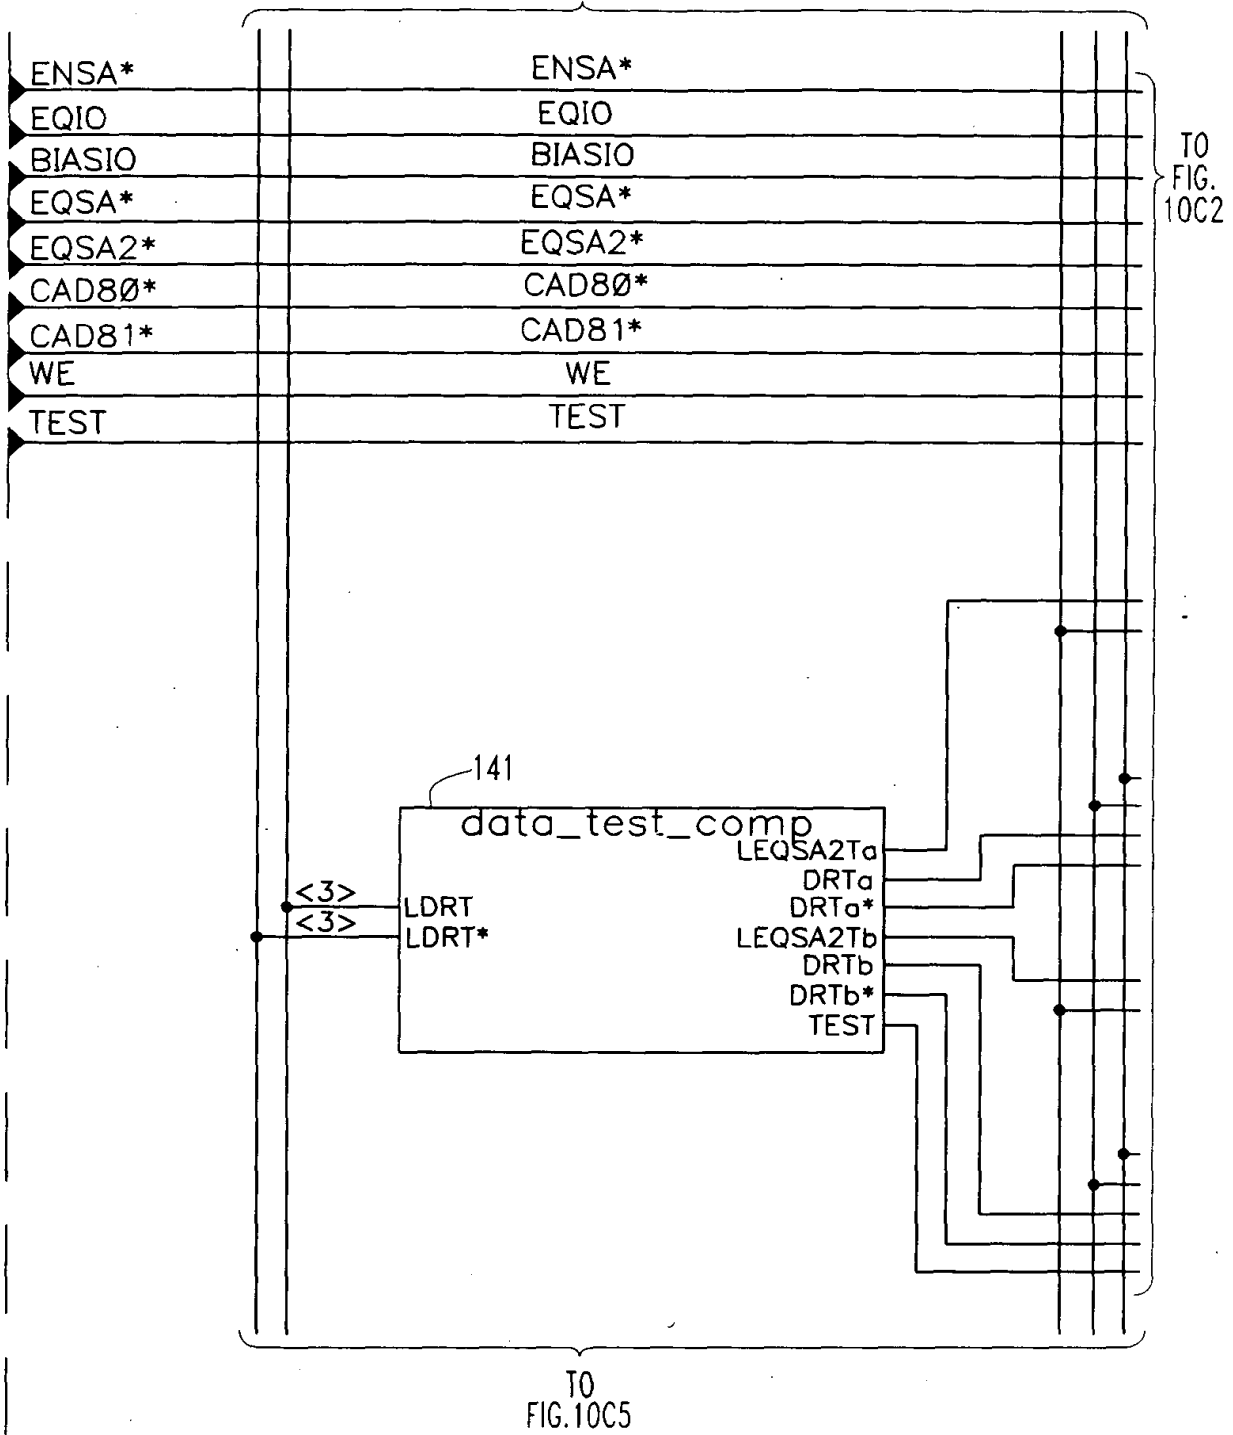 ENSA* ENSA*
EQIO EQIO
BIASIO BIASIO
EQSA* EQSA*
EQSA2* EQSA2*
CAD8Ø* CAD8Ø*
CAD81* CAD81*
WE WE
TEST TEST
TO
FIG.
10C2
141
data_test_comp
LEQSA2Ta
DRTa
<3> LDRT DRTa*
<3> LDRT* LEQSA2Tb
DRTb
DRTb*
TEST
TO
FIG.10C5